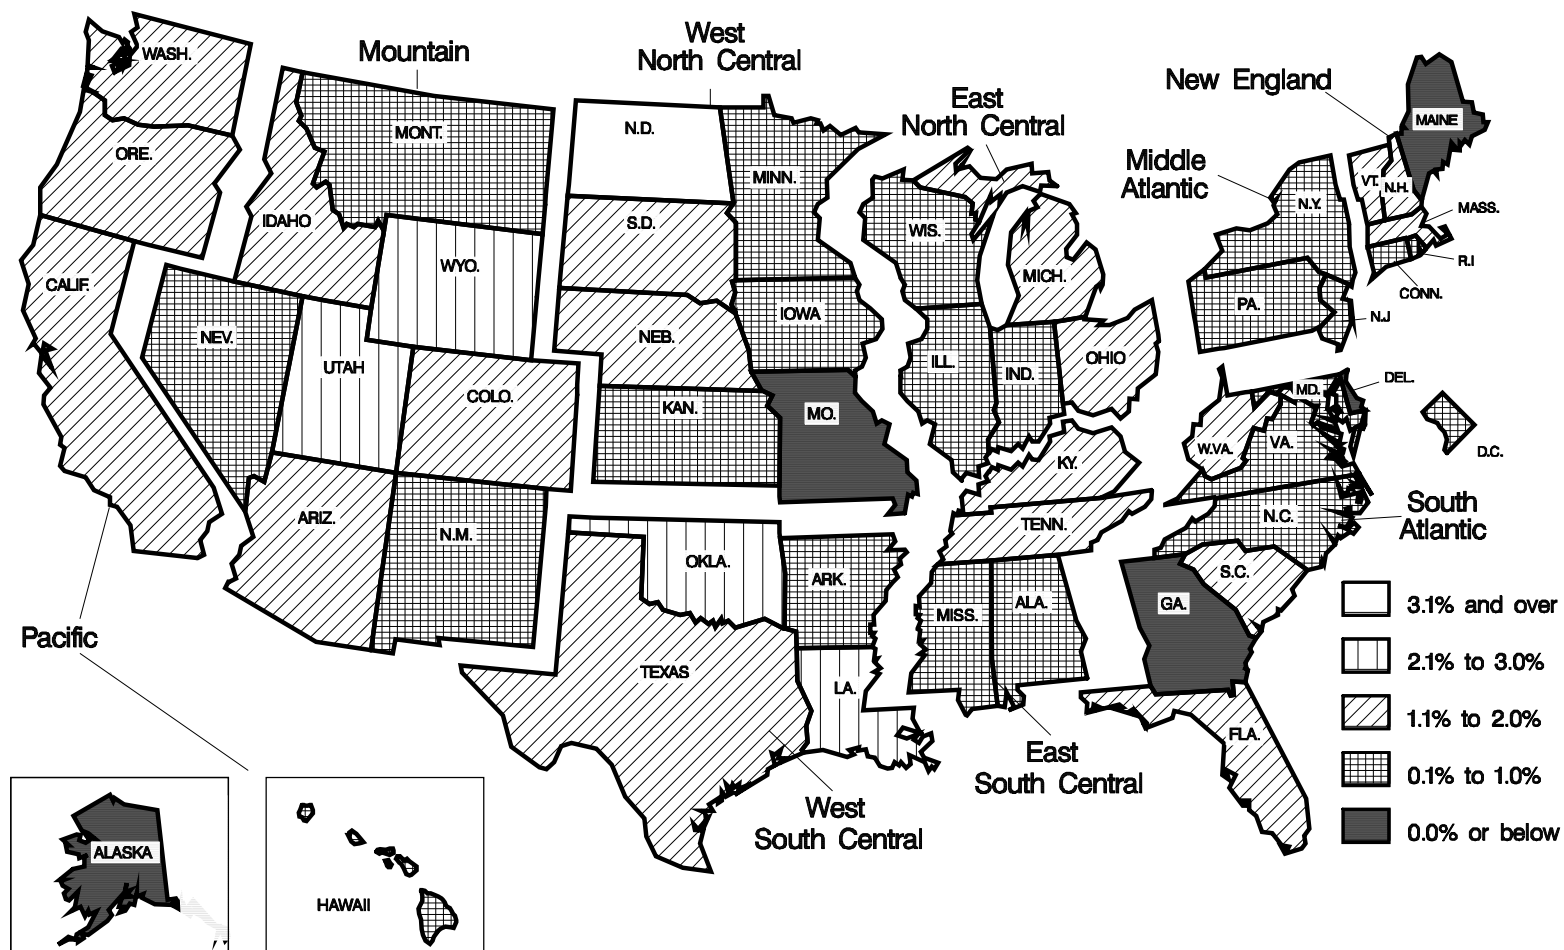 West
North Central
Mountain
WASH.
New England
East
North Central
MAINE
N.D.
MONT.
ORE.
Middle
Atlantic
MINN.
VT.
N.H.
N.Y.
MASS.
IDAHO
S.D.
WIS.
WYO.
R.I
MICH.
CALIF.
CONN.
PA.
IOWA
N.J
NEV.
NEB.
OHIO
UTAH
ILL.
IND.
DEL.
MD.
COLO.
KAN.
MO.
VA.
W.VA.
D.C.
KY.
South
Atlantic
ARIZ.
N.C.
TENN.
N.M.
OKLA.
ARK.
S.C.
ALA.
GA.
MISS.
3.1% and over
Pacific
2.1% to 3.0%
TEXAS
LA.
1.1% to 2.0%
FLA.
East
South Central
0.1% to 1.0%
West
South Central
0.0% or below
ALASKA
HAWAII